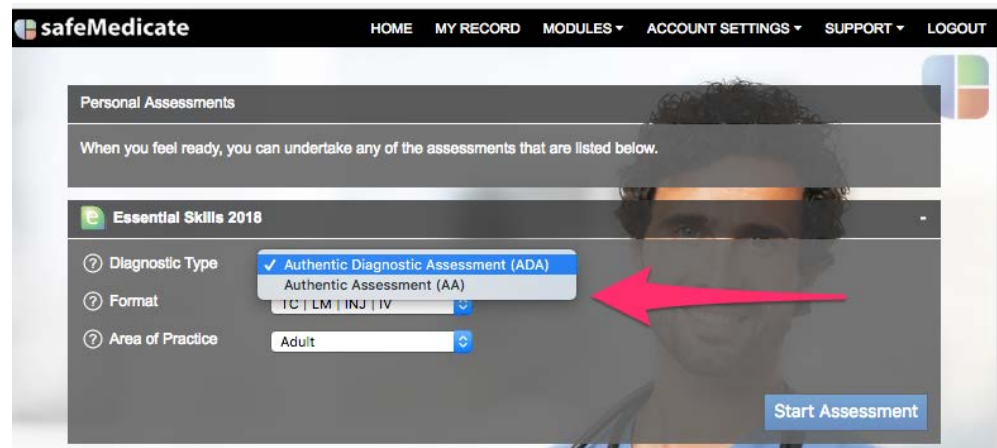 safeMedicate HOME MY RECORD MODULES ACCOUNT SETTINGS SUPPORT LOGOUT
Personal Assessments
When you feel ready, you can undertake any of the assessments that are listed below.
e Essential Skills 2018 -
? Diagnostic Type ✓ Authentic Diagnostic Assessment (ADA)
Authentic Assessment (AA)
? Format TC | LM | INJ | IV
? Area of Practice Adult
Start Assessment